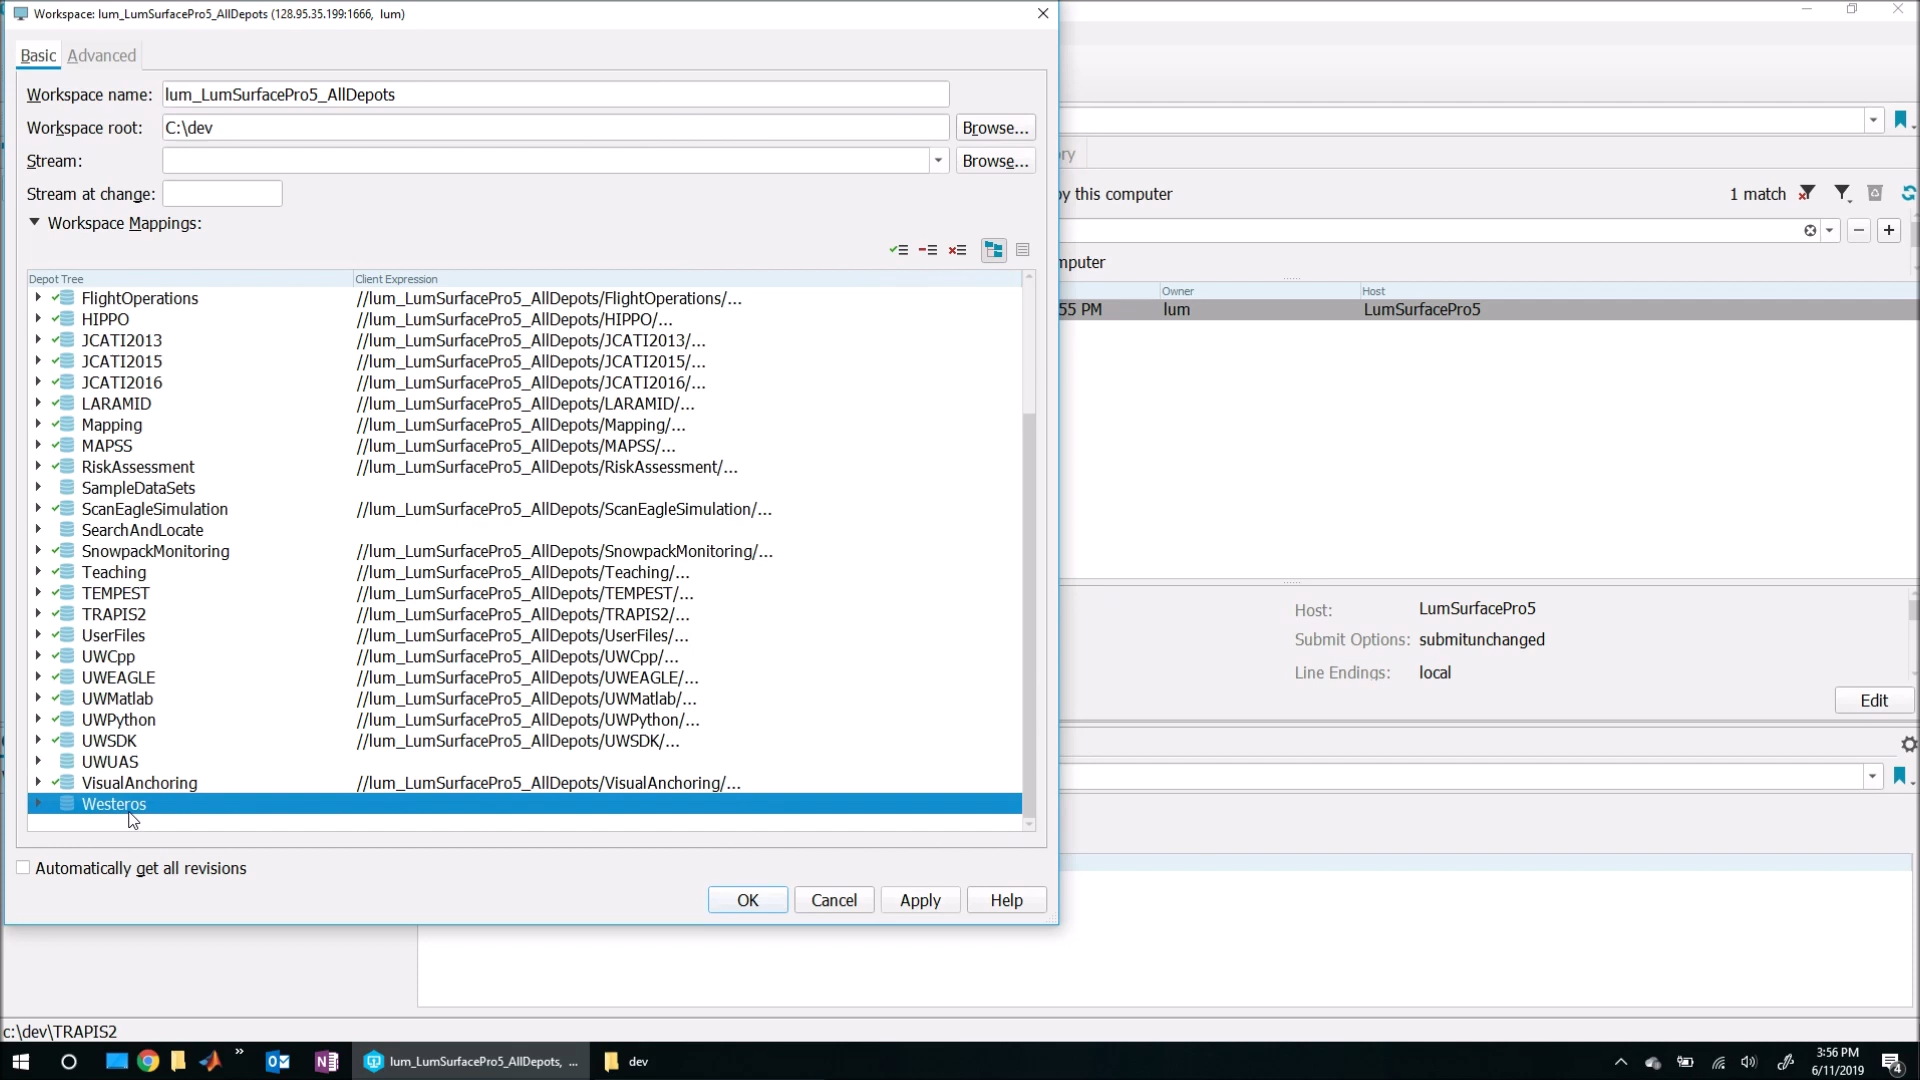 Workspace: lum_LumSurfacePro5_AllDepots (128.95.35.199:1666,  lum)
Basic
Advanced
Workspace name:
lum_LumSurfacePro5_AllDepots
Workspace root:
C:\dev
Browse...
Stream:
Browse...
Stream at change:
Workspace Mappings:
Depot Tree
Client Expression
FlightOperations //lum_LumSurfacePro5_AllDepots/FlightOperations/...
HIPPO //lum_LumSurfacePro5_AllDepots/HIPPO/...
JCATI2013 //lum_LumSurfacePro5_AllDepots/JCATI2013/...
JCATI2015 //lum_LumSurfacePro5_AllDepots/JCATI2015/...
JCATI2016 //lum_LumSurfacePro5_AllDepots/JCATI2016/...
LARAMID //lum_LumSurfacePro5_AllDepots/LARAMID/...
Mapping //lum_LumSurfacePro5_AllDepots/Mapping/...
MAPSS //lum_LumSurfacePro5_AllDepots/MAPSS/...
RiskAssessment //lum_LumSurfacePro5_AllDepots/RiskAssessment/...
SampleDataSets
ScanEagleSimulation //lum_LumSurfacePro5_AllDepots/ScanEagleSimulation/...
SearchAndLocate
SnowpackMonitoring //lum_LumSurfacePro5_AllDepots/SnowpackMonitoring/...
Teaching //lum_LumSurfacePro5_AllDepots/Teaching/...
TEMPEST //lum_LumSurfacePro5_AllDepots/TEMPEST/...
TRAPIS2 //lum_LumSurfacePro5_AllDepots/TRAPIS2/...
UserFiles //lum_LumSurfacePro5_AllDepots/UserFiles/...
UWCpp //lum_LumSurfacePro5_AllDepots/UWCpp/...
UWEAGLE //lum_LumSurfacePro5_AllDepots/UWEAGLE/...
UWMatlab //lum_LumSurfacePro5_AllDepots/UWMatlab/...
UWPython //lum_LumSurfacePro5_AllDepots/UWPython/...
UWSDK //lum_LumSurfacePro5_AllDepots/UWSDK/...
UWUAS
VisualAnchoring //lum_LumSurfacePro5_AllDepots/VisualAnchoring/...
Westeros
Automatically get all revisions
OK
Cancel
Apply
Help
ry
by this computer
1 match
mputer
Owner
Host
55 PM
lum
LumSurfacePro5
Host: LumSurfacePro5
Submit Options: submitunchanged
Line Endings: local
Edit
c:\dev\TRAPIS2
lum_LumSurfacePro5_AllDepots, ...
dev
3:56 PM
6/11/2019
4